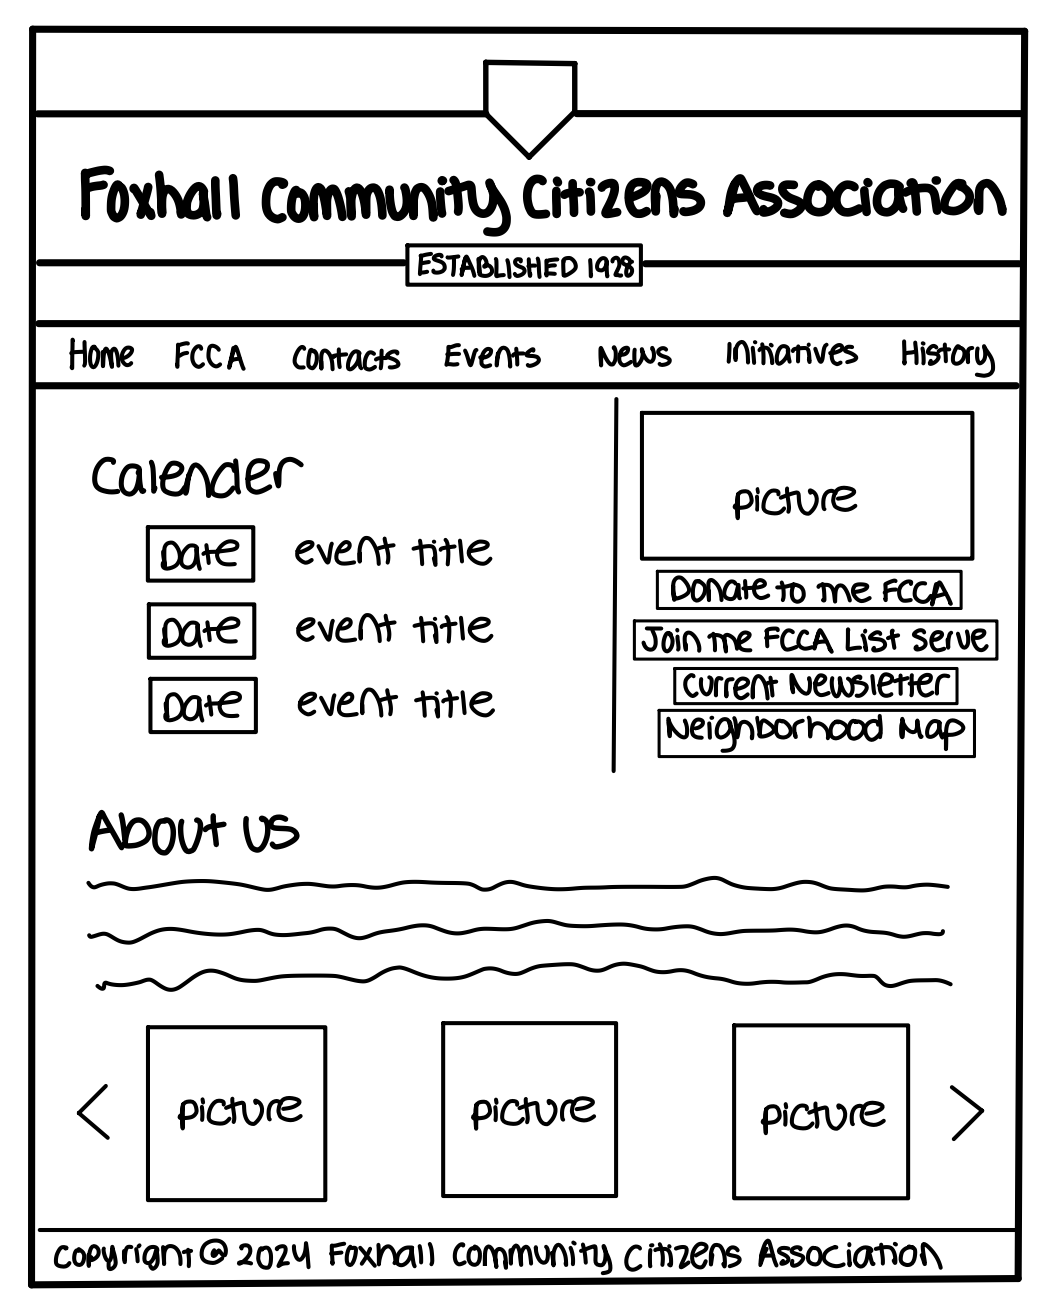 Foxhall Community Citizens Association
ESTABLISHED 1928
Home FCCA Contacts Events News Initiatives History
Calender
Date event title
Date event title
Date event title
picture
Donate to the FCCA
Join the FCCA List Serve
Current Newsletter
Neighborhood Map
About us
< picture picture picture >
Copyright @ 2024 Foxhall Community Citizens Association